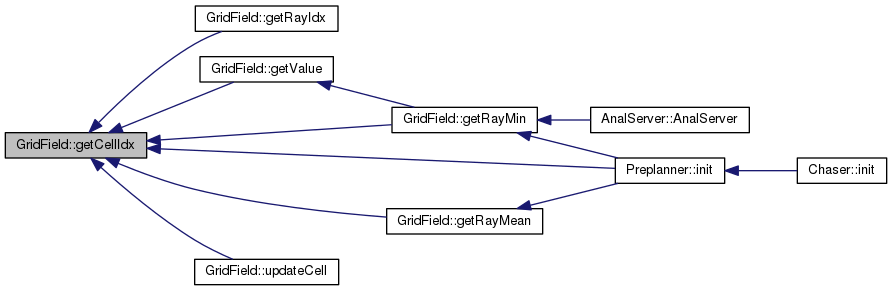 GridField::getRayIdx
GridField::getValue
GridField::getRayMin
AnalServer::AnalServer
GridField::getCellIdx
Preplanner::init
Chaser::init
GridField::getRayMean
GridField::updateCell